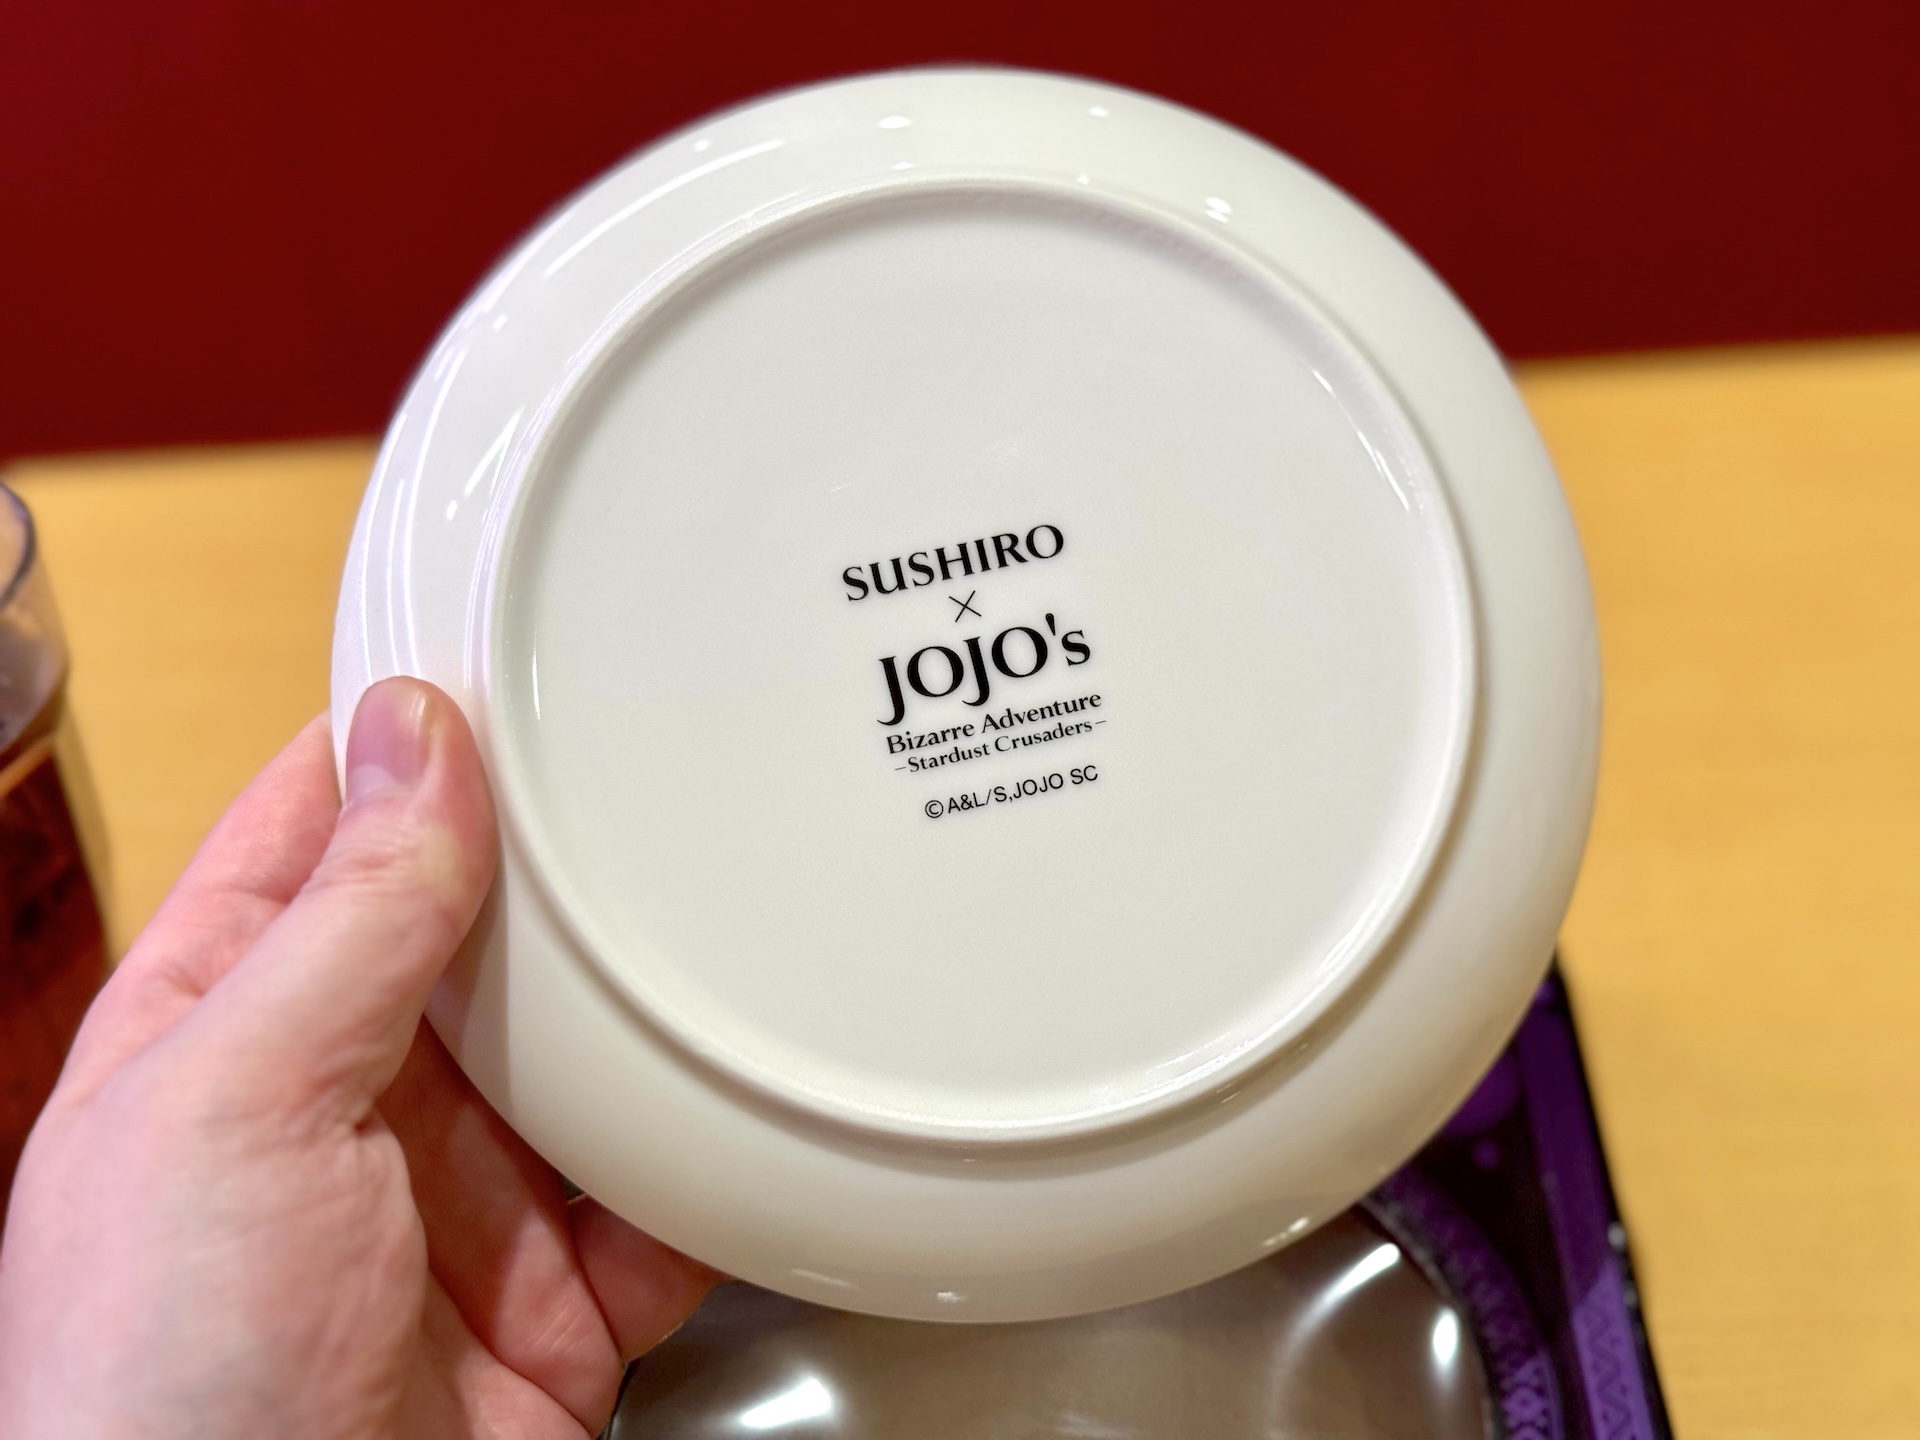 SUSHIRO
×
JOJO's
Bizarre Adventure
–Stardust Crusaders–
©A&L/S,JOJO SC